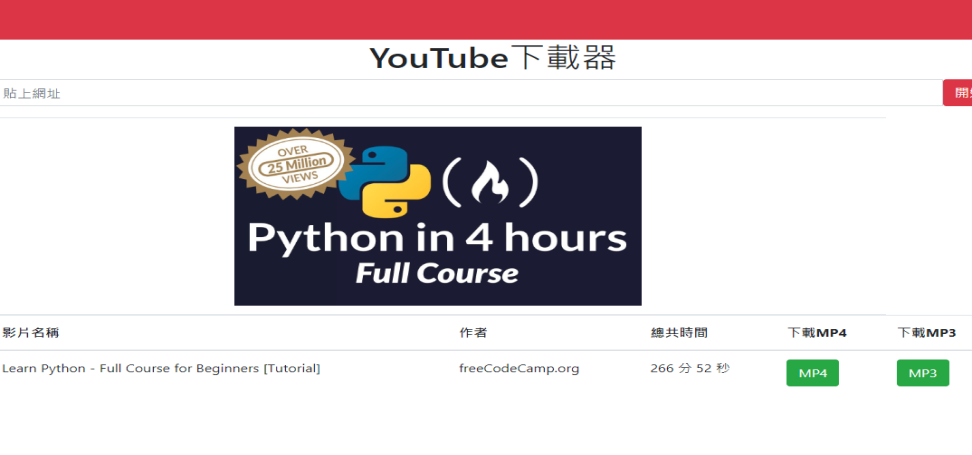 YouTube下載器
貼上網址
開
OVER
25 Million
VIEWS
Python in 4 hours
Full Course
影片名稱 作者 總共時間 下載MP4 下載MP3
Learn Python - Full Course for Beginners [Tutorial] freeCodeCamp.org 266 分 52 秒 MP4 MP3